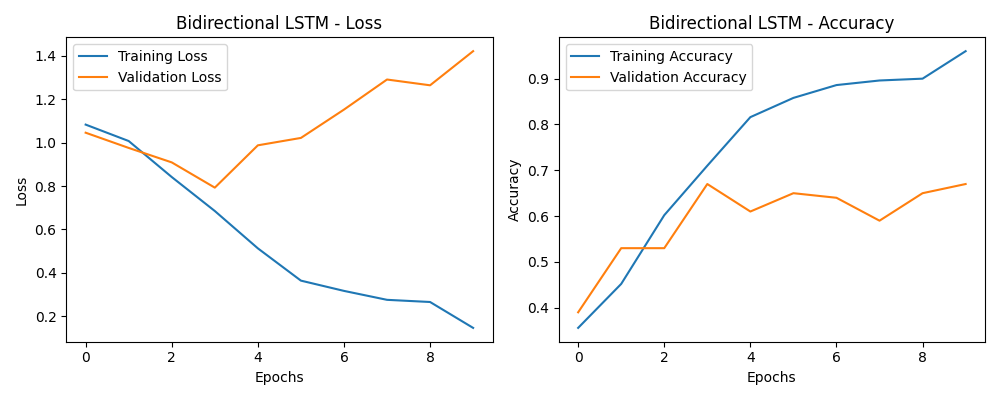 Bidirectional LSTM - Loss
Training Loss
Validation Loss
1.4
1.2
1.0
0.8
0.6
0.4
0.2
Loss
0 2 4 6 8
Epochs
Bidirectional LSTM - Accuracy
Training Accuracy
Validation Accuracy
0.9
0.8
0.7
0.6
0.5
0.4
Accuracy
0 2 4 6 8
Epochs